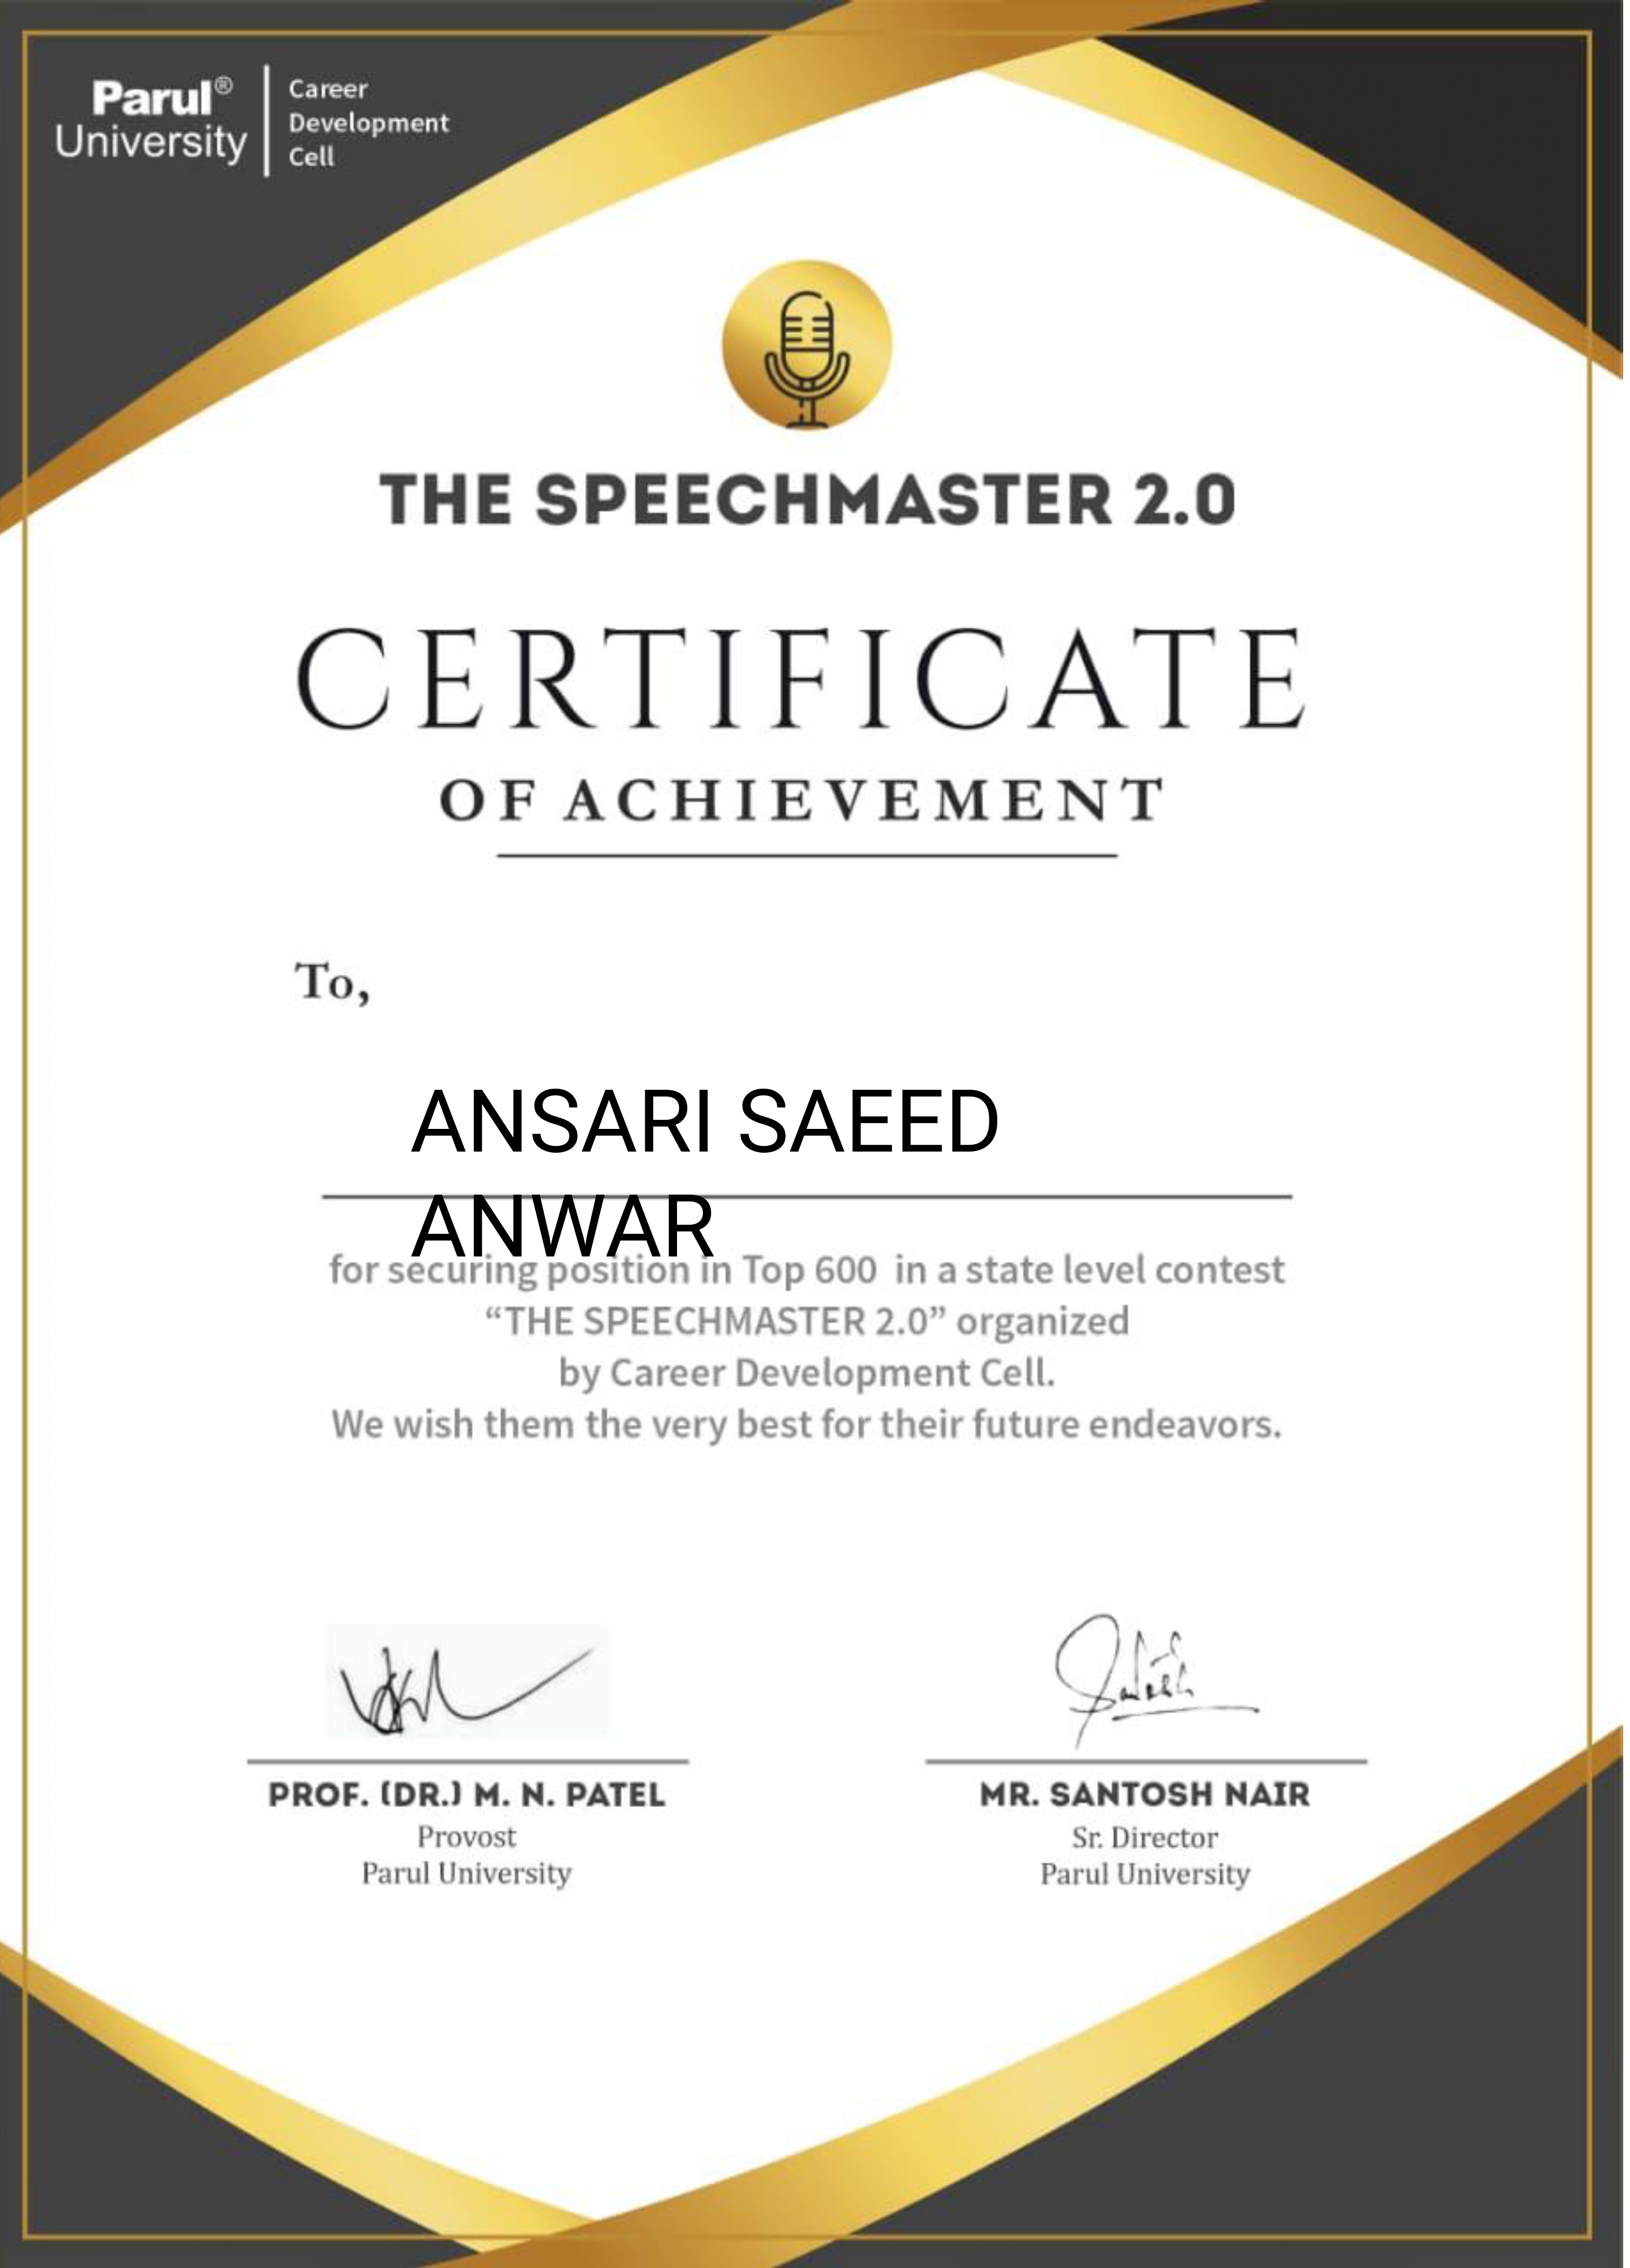 Parul®
University
Career
Development
Cell
THE SPEECHMASTER 2.0
CERTIFICATE
OF ACHIEVEMENT
To,
ANSARI SAEED
ANWAR
for securing position in Top 600 in a state level contest
“THE SPEECHMASTER 2.0” organized
by Career Development Cell.
We wish them the very best for their future endeavors.
PROF. (DR.) M. N. PATEL
Provost
Parul University
MR. SANTOSH NAIR
Sr. Director
Parul University